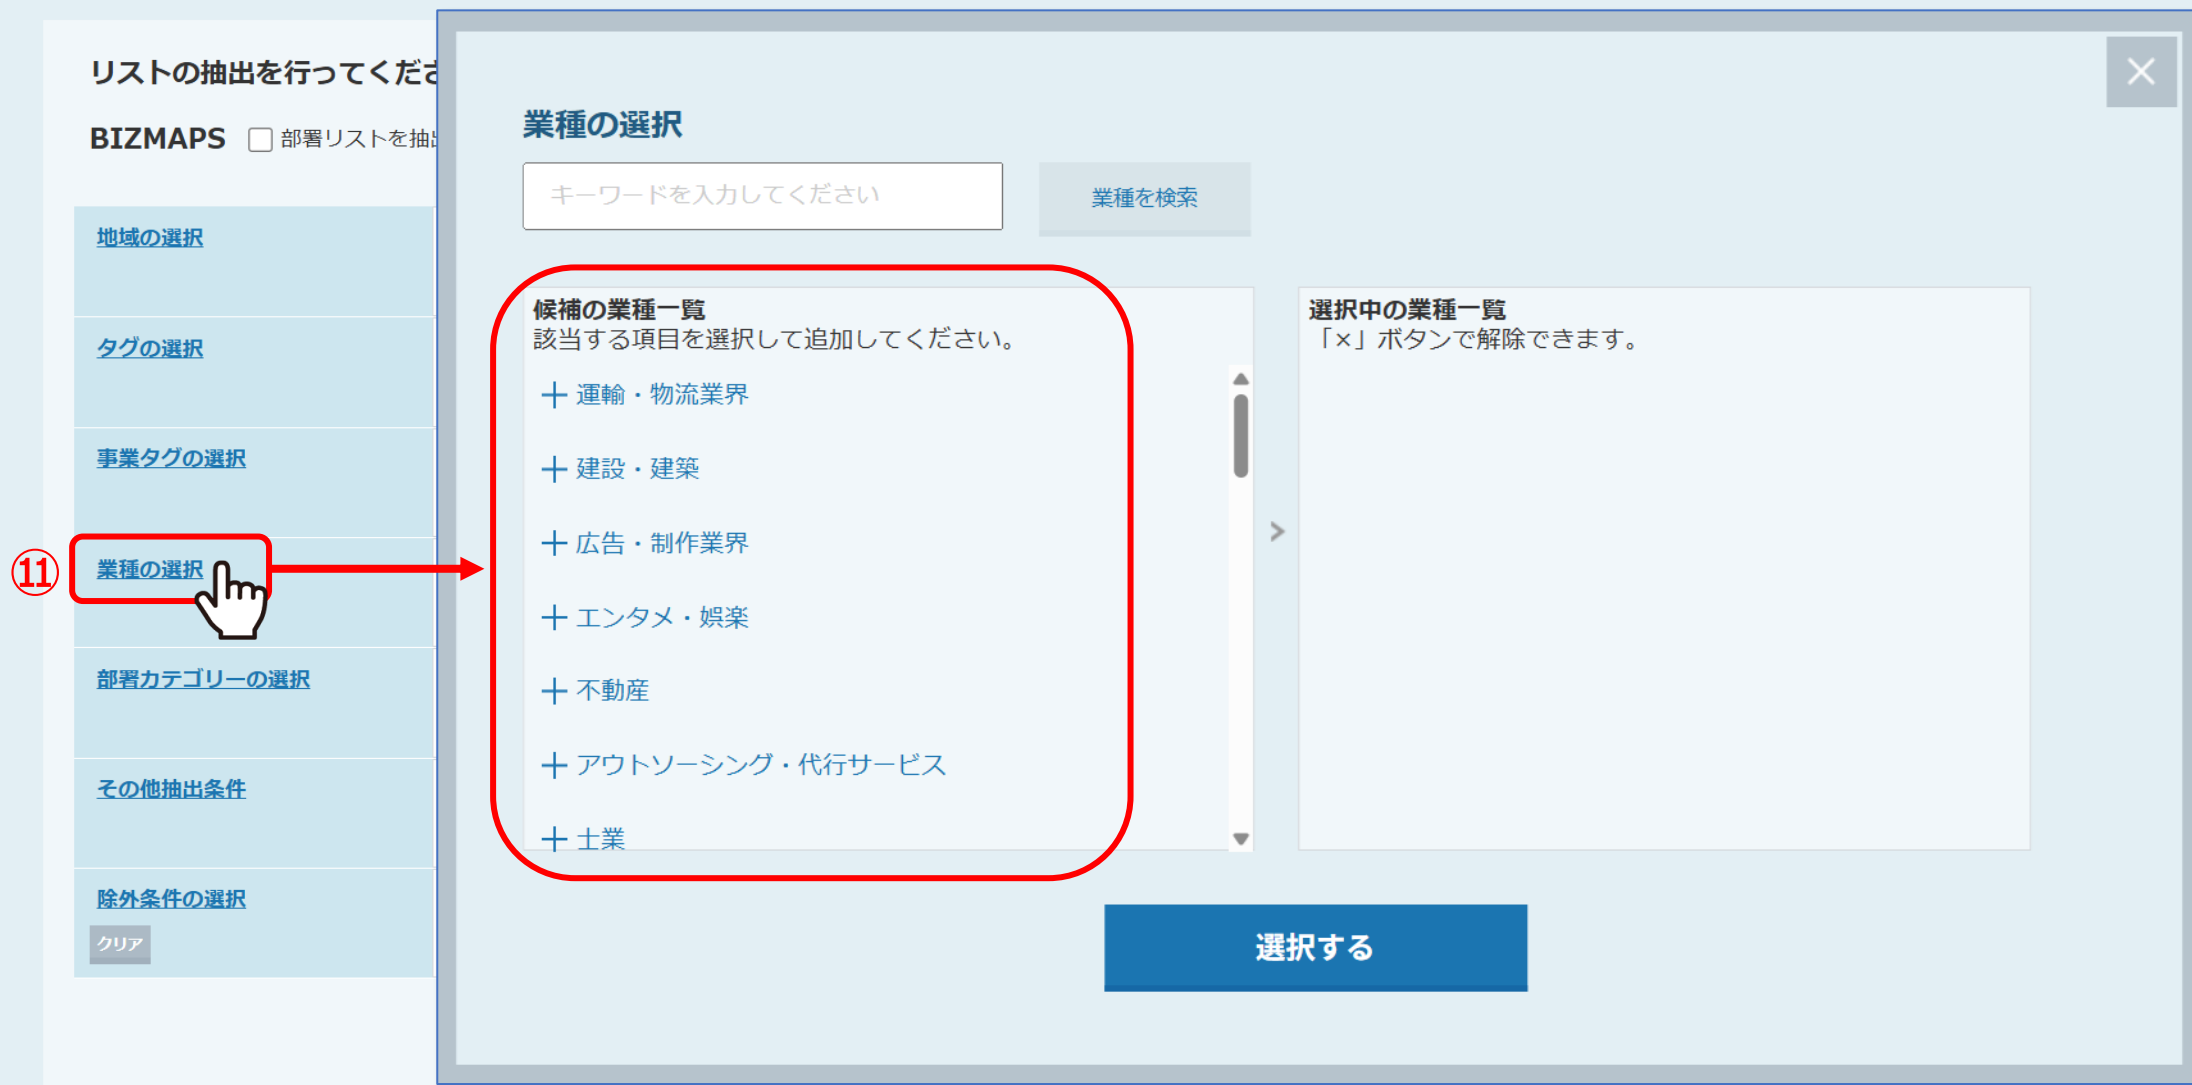 リストの抽出を行ってくださ
BIZMAPS 部署リストを抽
地域の選択
タグの選択
事業タグの選択
⑪
業種の選択
部署カテゴリーの選択
その他抽出条件
除外条件の選択
クリア
業種の選択
キーワードを入力してください
業種を検索
候補の業種一覧
該当する項目を選択して追加してください。
運輸・物流業界
建設・建築
広告・制作業界
エンタメ・娯楽
不動産
アウトソーシング・代行サービス
士業
選択中の業種一覧
「×」ボタンで解除できます。
選択する